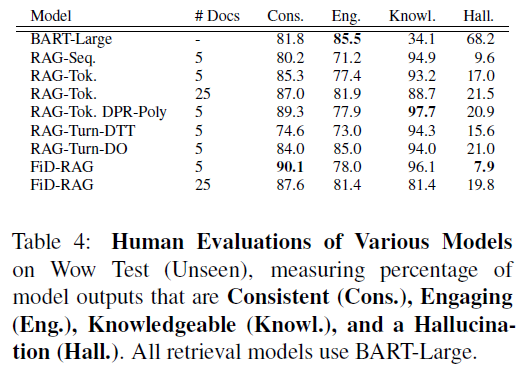 Model # Docs Cons. Eng. Knowl. Hall.
BART-Large - 81.8 85.5 34.1 68.2
RAG-Seq. 5 80.2 71.2 94.9 9.6
RAG-Tok. 5 85.3 77.4 93.2 17.0
RAG-Tok. 25 87.0 81.9 88.7 21.5
RAG-Tok. DPR-Poly 5 89.3 77.9 97.7 20.9
RAG-Turn-DTT 5 74.6 73.0 94.3 15.6
RAG-Turn-DO 5 84.0 85.0 94.0 21.0
FiD-RAG 5 90.1 78.0 96.1 7.9
FiD-RAG 25 87.6 81.4 81.4 19.8
Table 4: Human Evaluations of Various Models
on Wow Test (Unseen), measuring percentage of
model outputs that are Consistent (Cons.), Engaging
(Eng.), Knowledgeable (Knowl.), and a Hallucina-
tion (Hall.). All retrieval models use BART-Large.